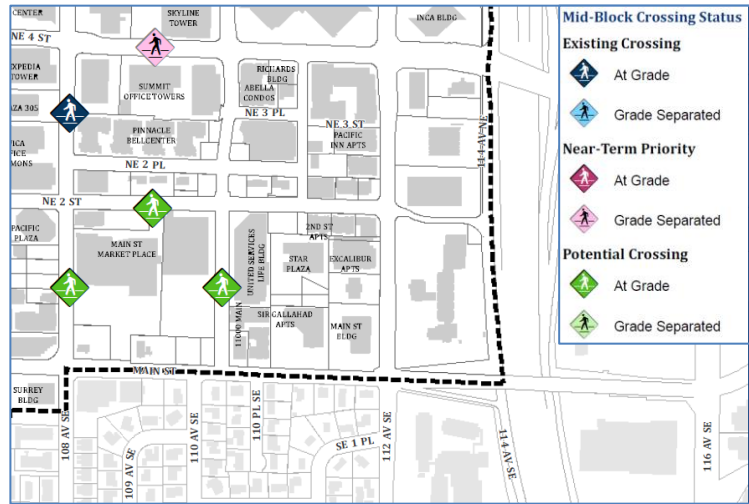 CENTER
SKYLINE
TOWER
INCA BLDG
NE 4 ST
EXPEDIA
TOWER
SUMMIT
OFFICE TOWERS
RICHARDS
BLDG
ABELLA
CONDOS
ZA 305
NE 3 PL
NE 3 ST
PINNACLE
BELLCENTER
PACIFIC
INN APTS
114 AV NE
FICE
MONS
NE 2 PL
NE 2 ST
PACIFIC
PLAZA
MAIN ST
MARKET PLACE
UNITED SERVICES
LIFE BLDG
2ND ST
APTS
STAR
PLAZA
EXCALIBUR
APTS
11000 MAIN
SIR GALLAHAD
APTS
MAIN ST
BLDG
MAIN ST
SURREY
BLDG
108 AV SE
109 AV SE
110 AV SE
110 PL SE
SE 1 PL
112 AV SE
114 AV SE
116 AV SE
Mid-Block Crossing Status
Existing Crossing
At Grade
Grade Separated
Near-Term Priority
At Grade
Grade Separated
Potential Crossing
At Grade
Grade Separated